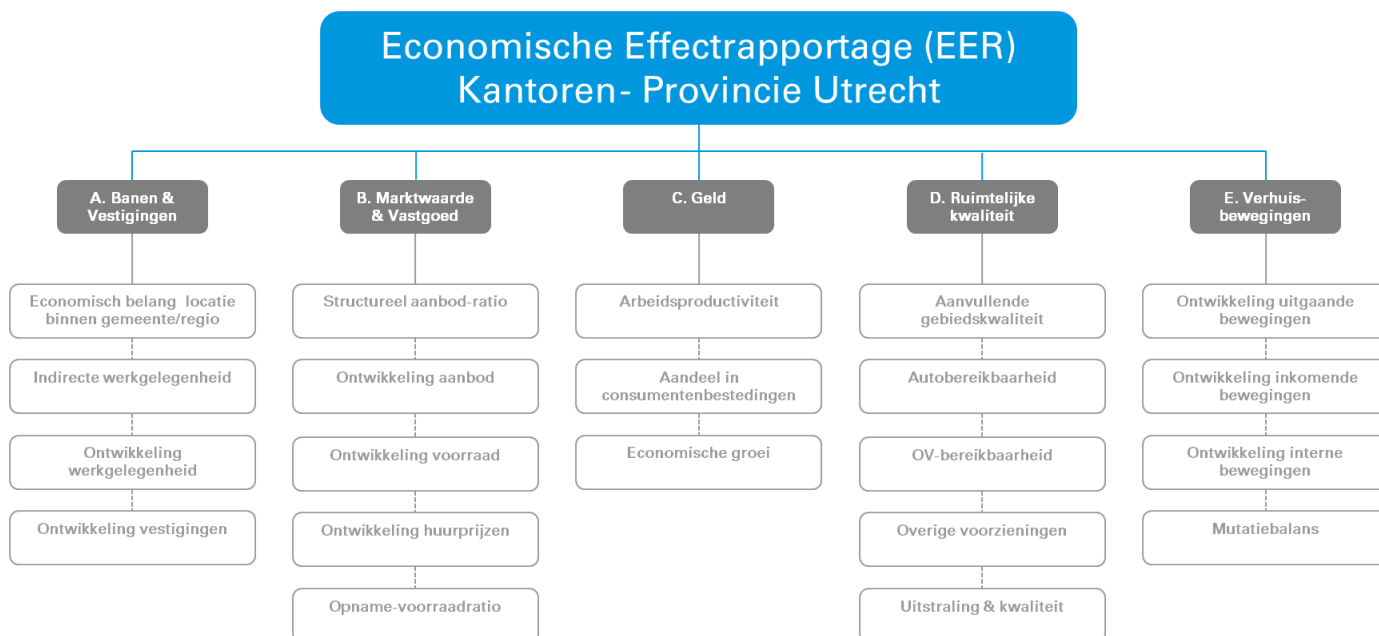 Economische Effectrapportage (EER)
Kantoren - Provincie Utrecht
A. Banen &
Vestigingen
Economisch belang locatie
binnen gemeente/regio
Indirecte werkgelegenheid
Ontwikkeling
werkgelegenheid
Ontwikkeling vestigingen
B. Marktwaarde
& Vastgoed
Structureel aanbod-ratio
Ontwikkeling aanbod
Ontwikkeling voorraad
Ontwikkeling huurprijzen
Opname-voorraadratio
C. Geld
Arbeidsproductiviteit
Aandeel in
consumentenbestedingen
Economische groei
D. Ruimtelijke
kwaliteit
Aanvullende
gebiedskwaliteit
Autobereikbaarheid
OV-bereikbaarheid
Overige voorzieningen
Uitstraling & kwaliteit
E. Verhuis-
bewegingen
Ontwikkeling uitgaande
bewegingen
Ontwikkeling inkomende
bewegingen
Ontwikkeling interne
bewegingen
Mutatiebalans